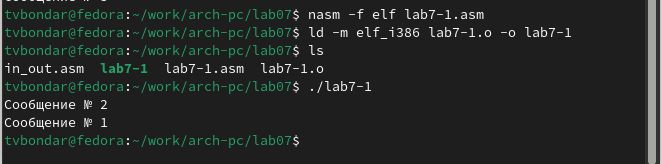 tvbondar@fedora:~/work/arch-pc/lab07$ nasm -f elf lab7-1.asm
tvbondar@fedora:~/work/arch-pc/lab07$ ld -m elf_i386 lab7-1.o -o lab7-1
tvbondar@fedora:~/work/arch-pc/lab07$ ls
in_out.asm  lab7-1  lab7-1.asm  lab7-1.o
tvbondar@fedora:~/work/arch-pc/lab07$ ./lab7-1
Сообщение № 2
Сообщение № 1
tvbondar@fedora:~/work/arch-pc/lab07$